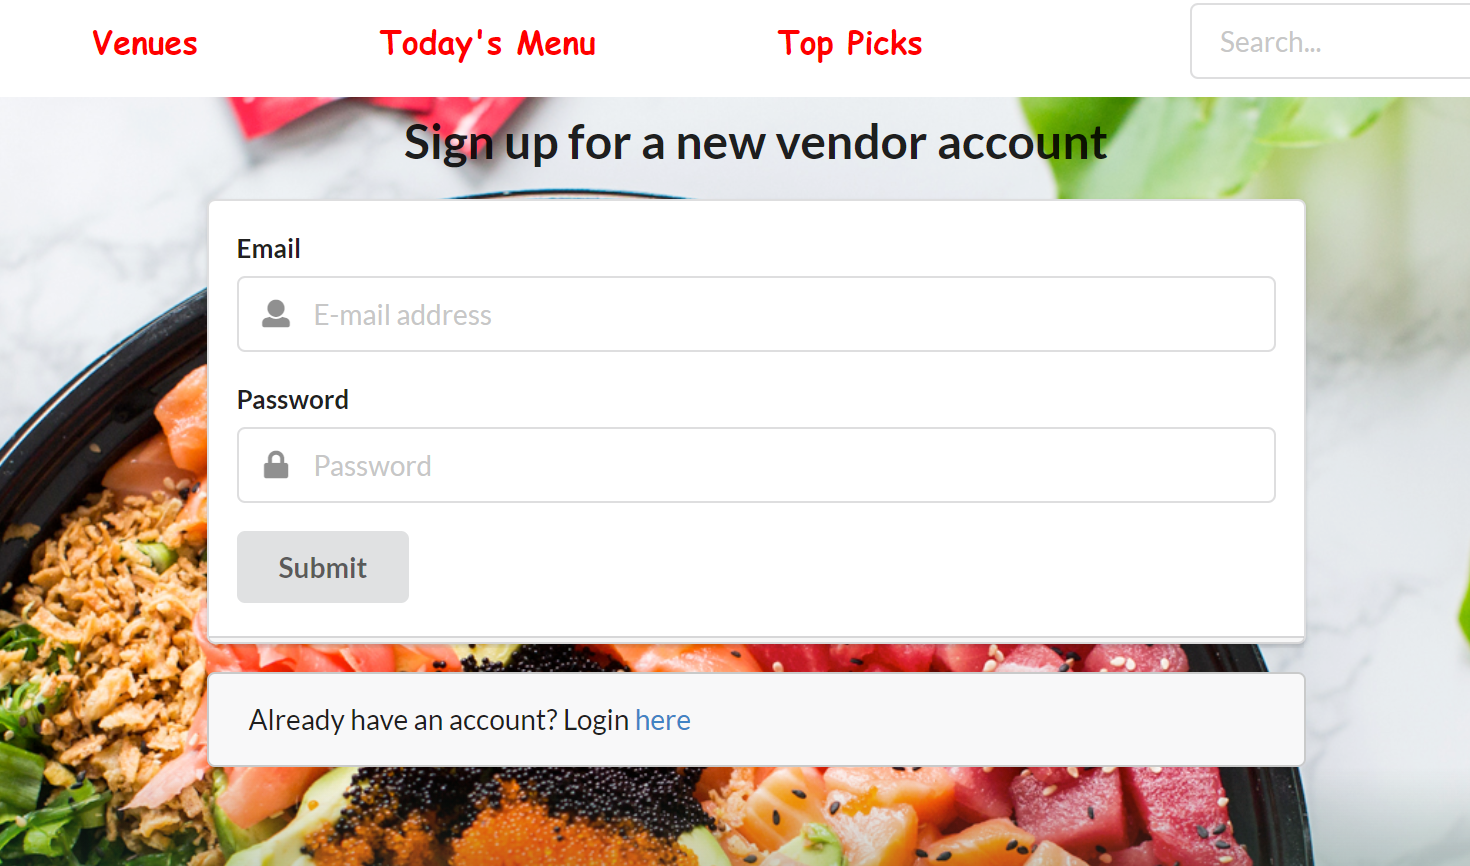 Venues Today's Menu Top Picks Search...
Sign up for a new vendor account
Email
E-mail address
Password
Password
Submit
Already have an account? Login here